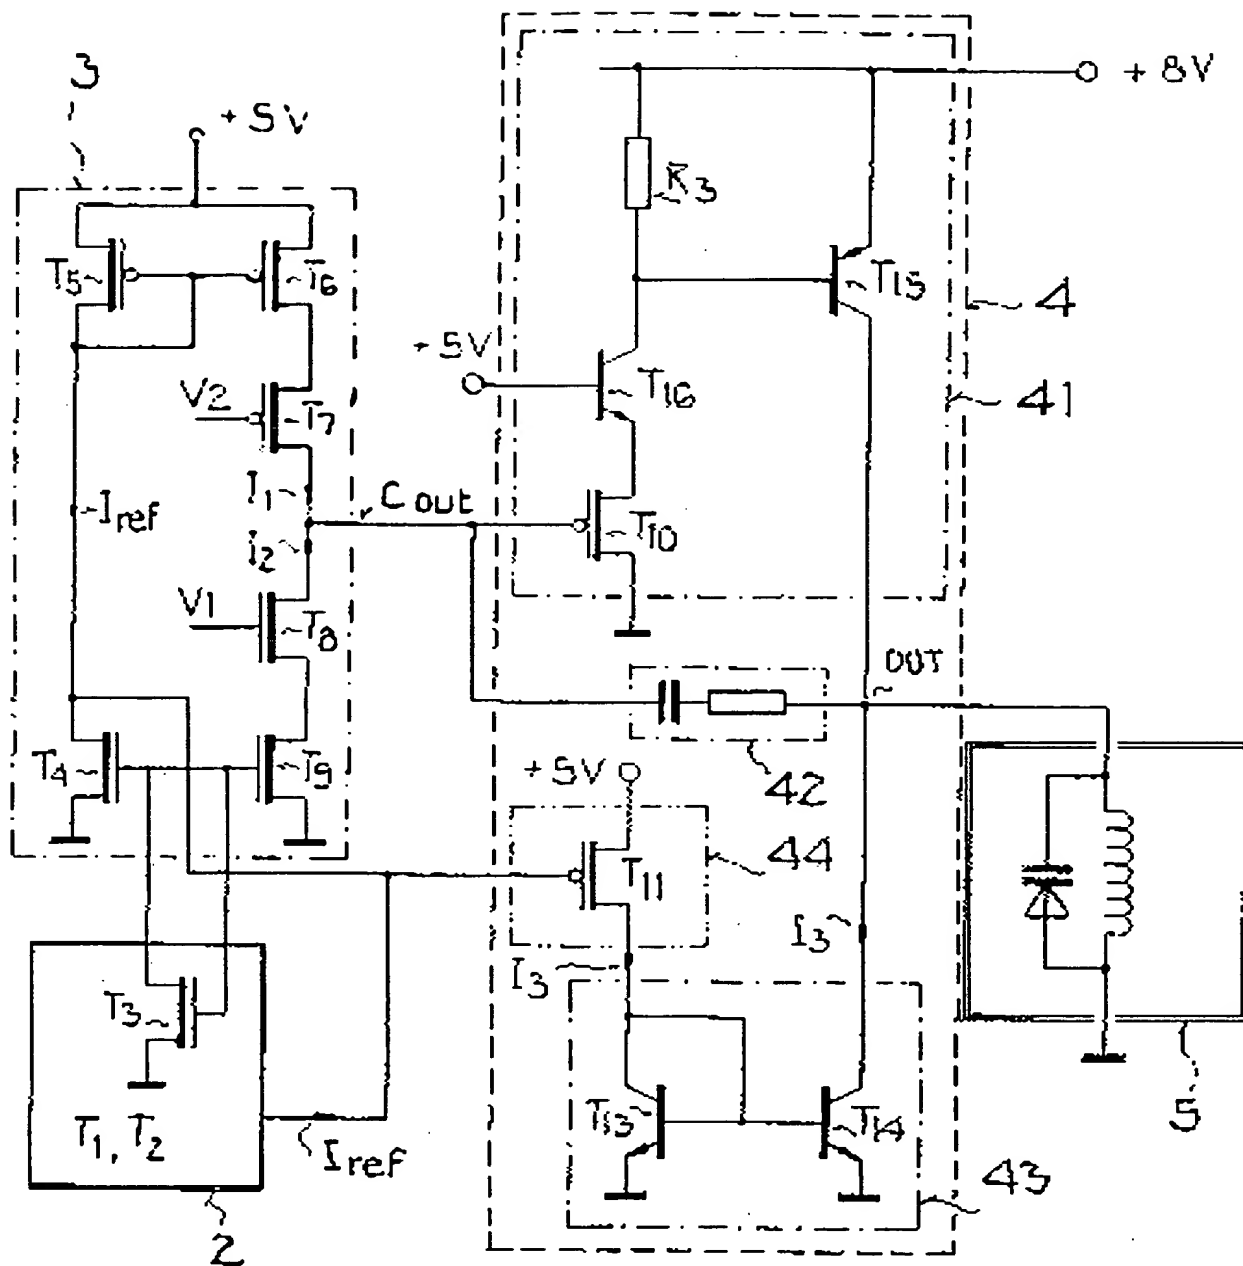 +8V
3
+5V
R3
T5
T6
T15
4
+5V
V2
T7
T16
41
I1
C OUT
Iref
T10
I2
V1
T8
OUT
T4
T9
+5V
42
T11
44
I3
I3
T3
T13
T14
5
T1, T2
Iref
43
2